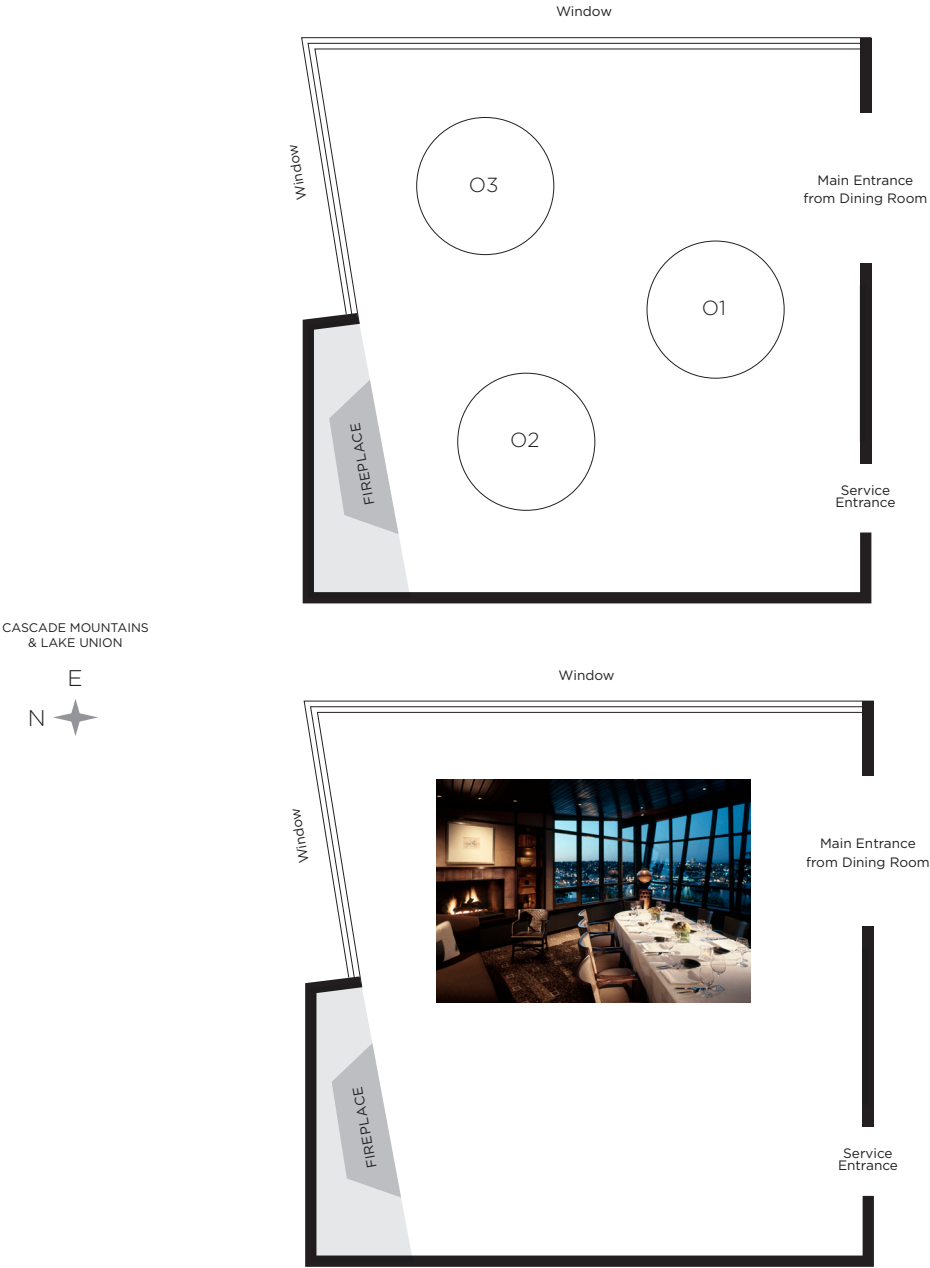 Window
Window
O3
Main Entrance
from Dining Room
O1
FIREPLACE
O2
Service
Entrance
CASCADE MOUNTAINS
& LAKE UNION
E
N
Window
Window
Main Entrance
from Dining Room
FIREPLACE
Service
Entrance